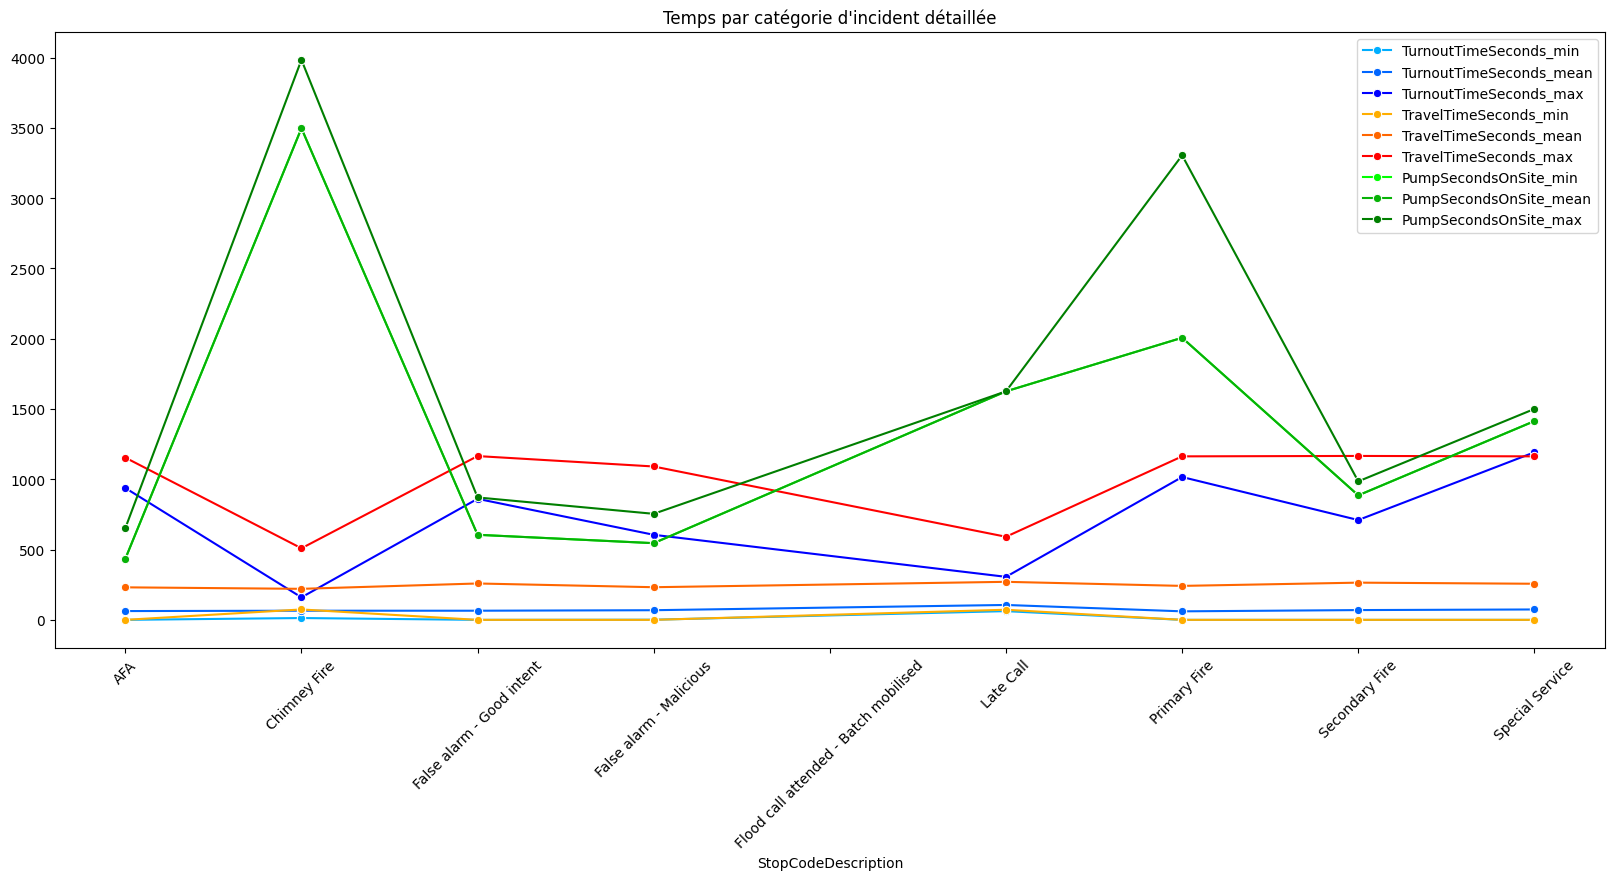 Temps par catégorie d'incident détaillée
4000
3500
3000
2500
2000
1500
1000
500
0
TurnoutTimeSeconds_min
TurnoutTimeSeconds_mean
TurnoutTimeSeconds_max
TravelTimeSeconds_min
TravelTimeSeconds_mean
TravelTimeSeconds_max
PumpSecondsOnSite_min
PumpSecondsOnSite_mean
PumpSecondsOnSite_max
AFA
Chimney Fire
False alarm - Good intent
False alarm - Malicious
Flood call attended - Batch mobilised
Late Call
Primary Fire
Secondary Fire
Special Service
StopCodeDescription